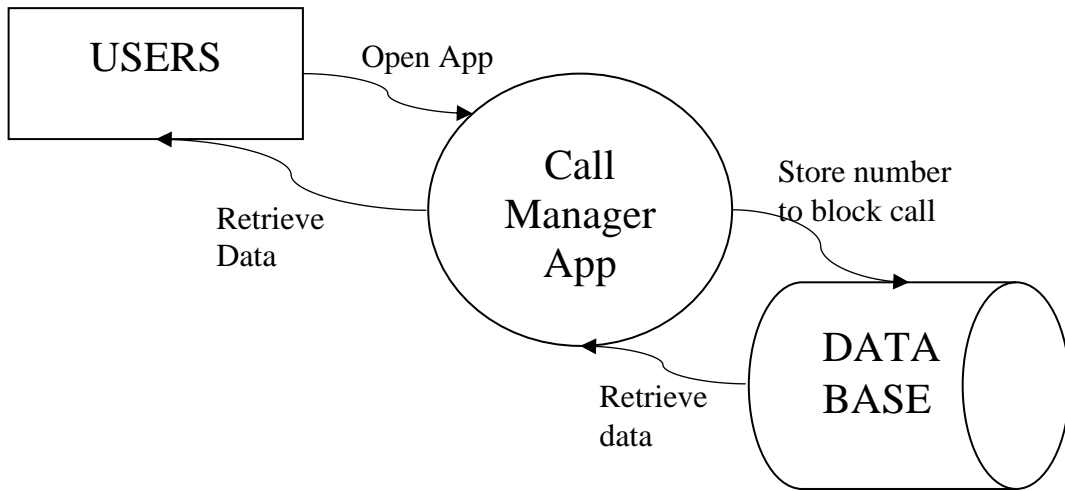 USERS
Open App
Retrieve
Data
Call
Manager
App
Store number
to block call
DATA
BASE
Retrieve
data